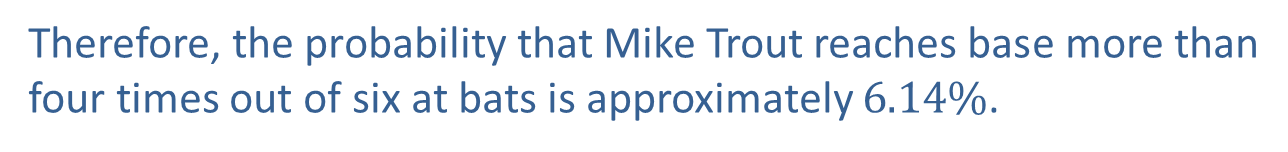 Therefore, the probability that Mike Trout reaches base more than
four times out of six at bats is approximately 6.14%.